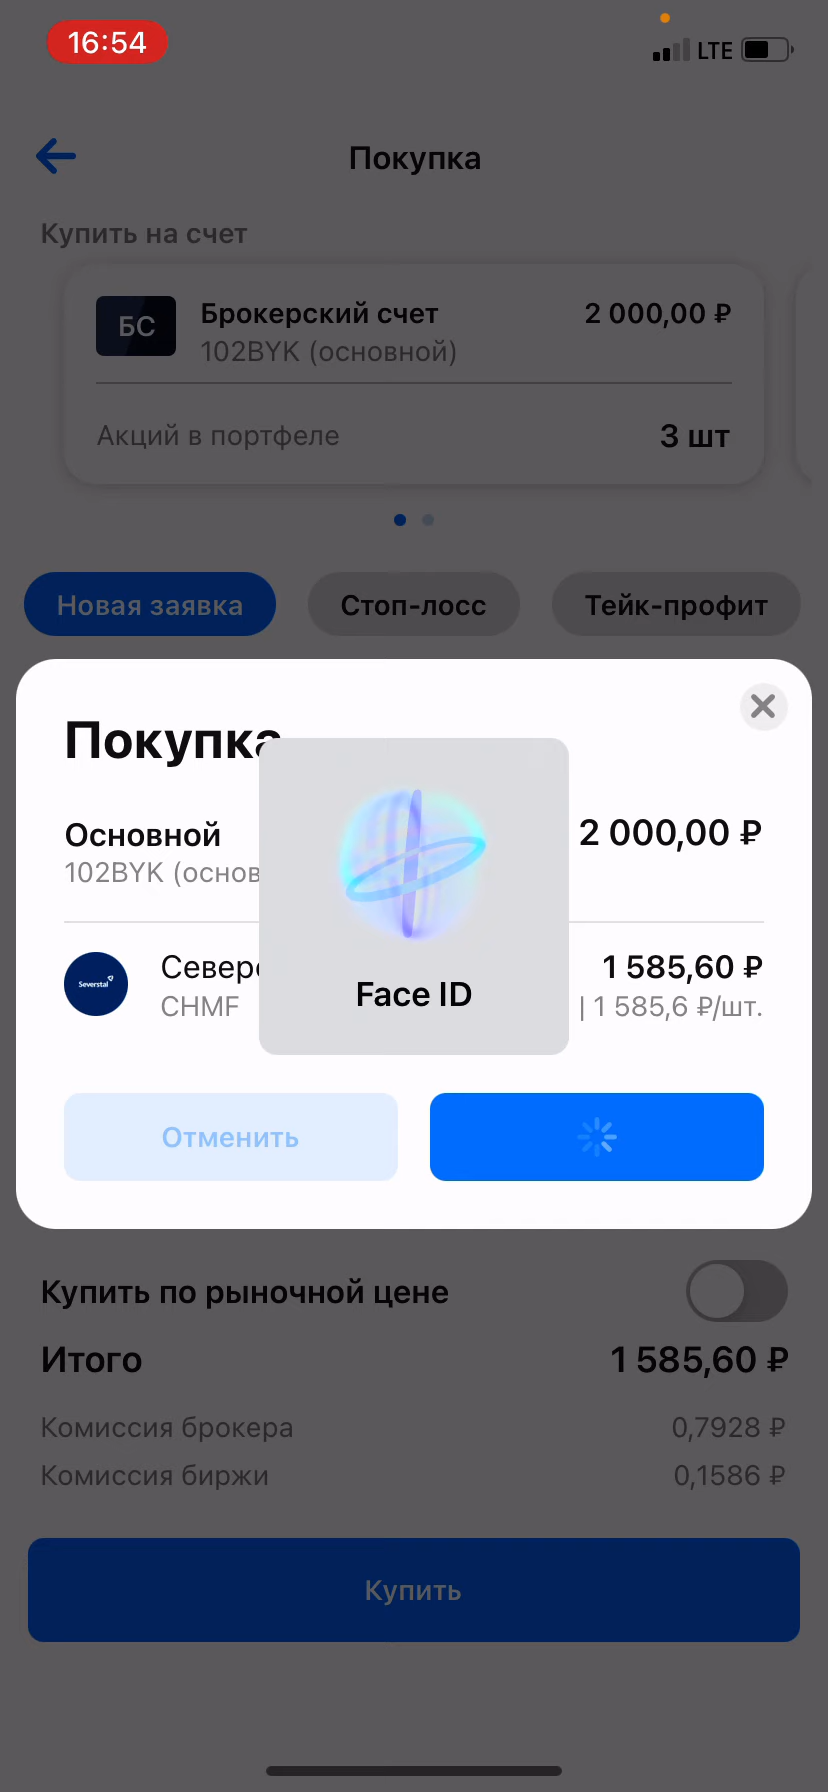 16:54
LTE
Покупка
Купить на счет
БС
Брокерский счет
2 000,00 ₽
102BYK (основной)
Акций в портфеле
3 шт
Новая заявка
Стоп-лосс
Тейк-профит
Покупка
Основной
2 000,00 ₽
102BYK (основ
Severstal
Север
1 585,60 ₽
CHMF
| 1 585,6 ₽/шт.
Face ID
Отменить
Купить по рыночной цене
Итого
1 585,60 ₽
Комиссия брокера
0,7928 ₽
Комиссия биржи
0,1586 ₽
Купить